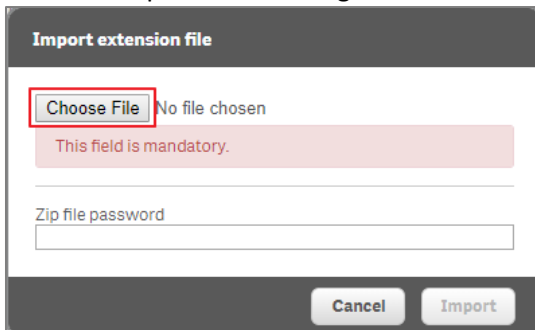 Import extension file
Choose File No file chosen
This field is mandatory.
Zip file password
Cancel Import